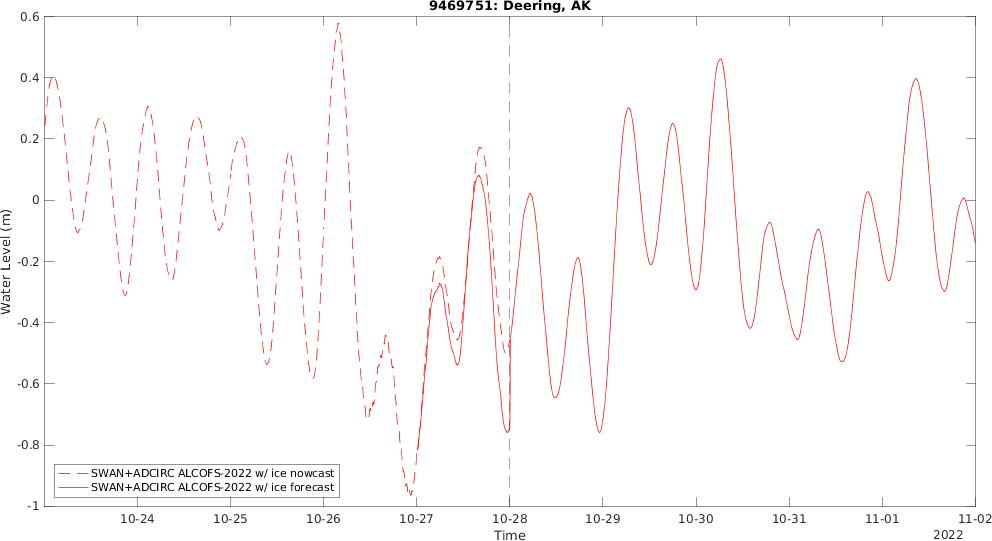 9469751: Deering, AK
0.6
0.4
0.2
0
-0.2
-0.4
-0.6
-0.8
-1
Water Level (m)
SWAN+ADCIRC ALCOFS-2022 w/ ice nowcast
SWAN+ADCIRC ALCOFS-2022 w/ ice forecast
10-24 10-25 10-26 10-27 10-28 10-29 10-30 10-31 11-01 11-02
Time
2022